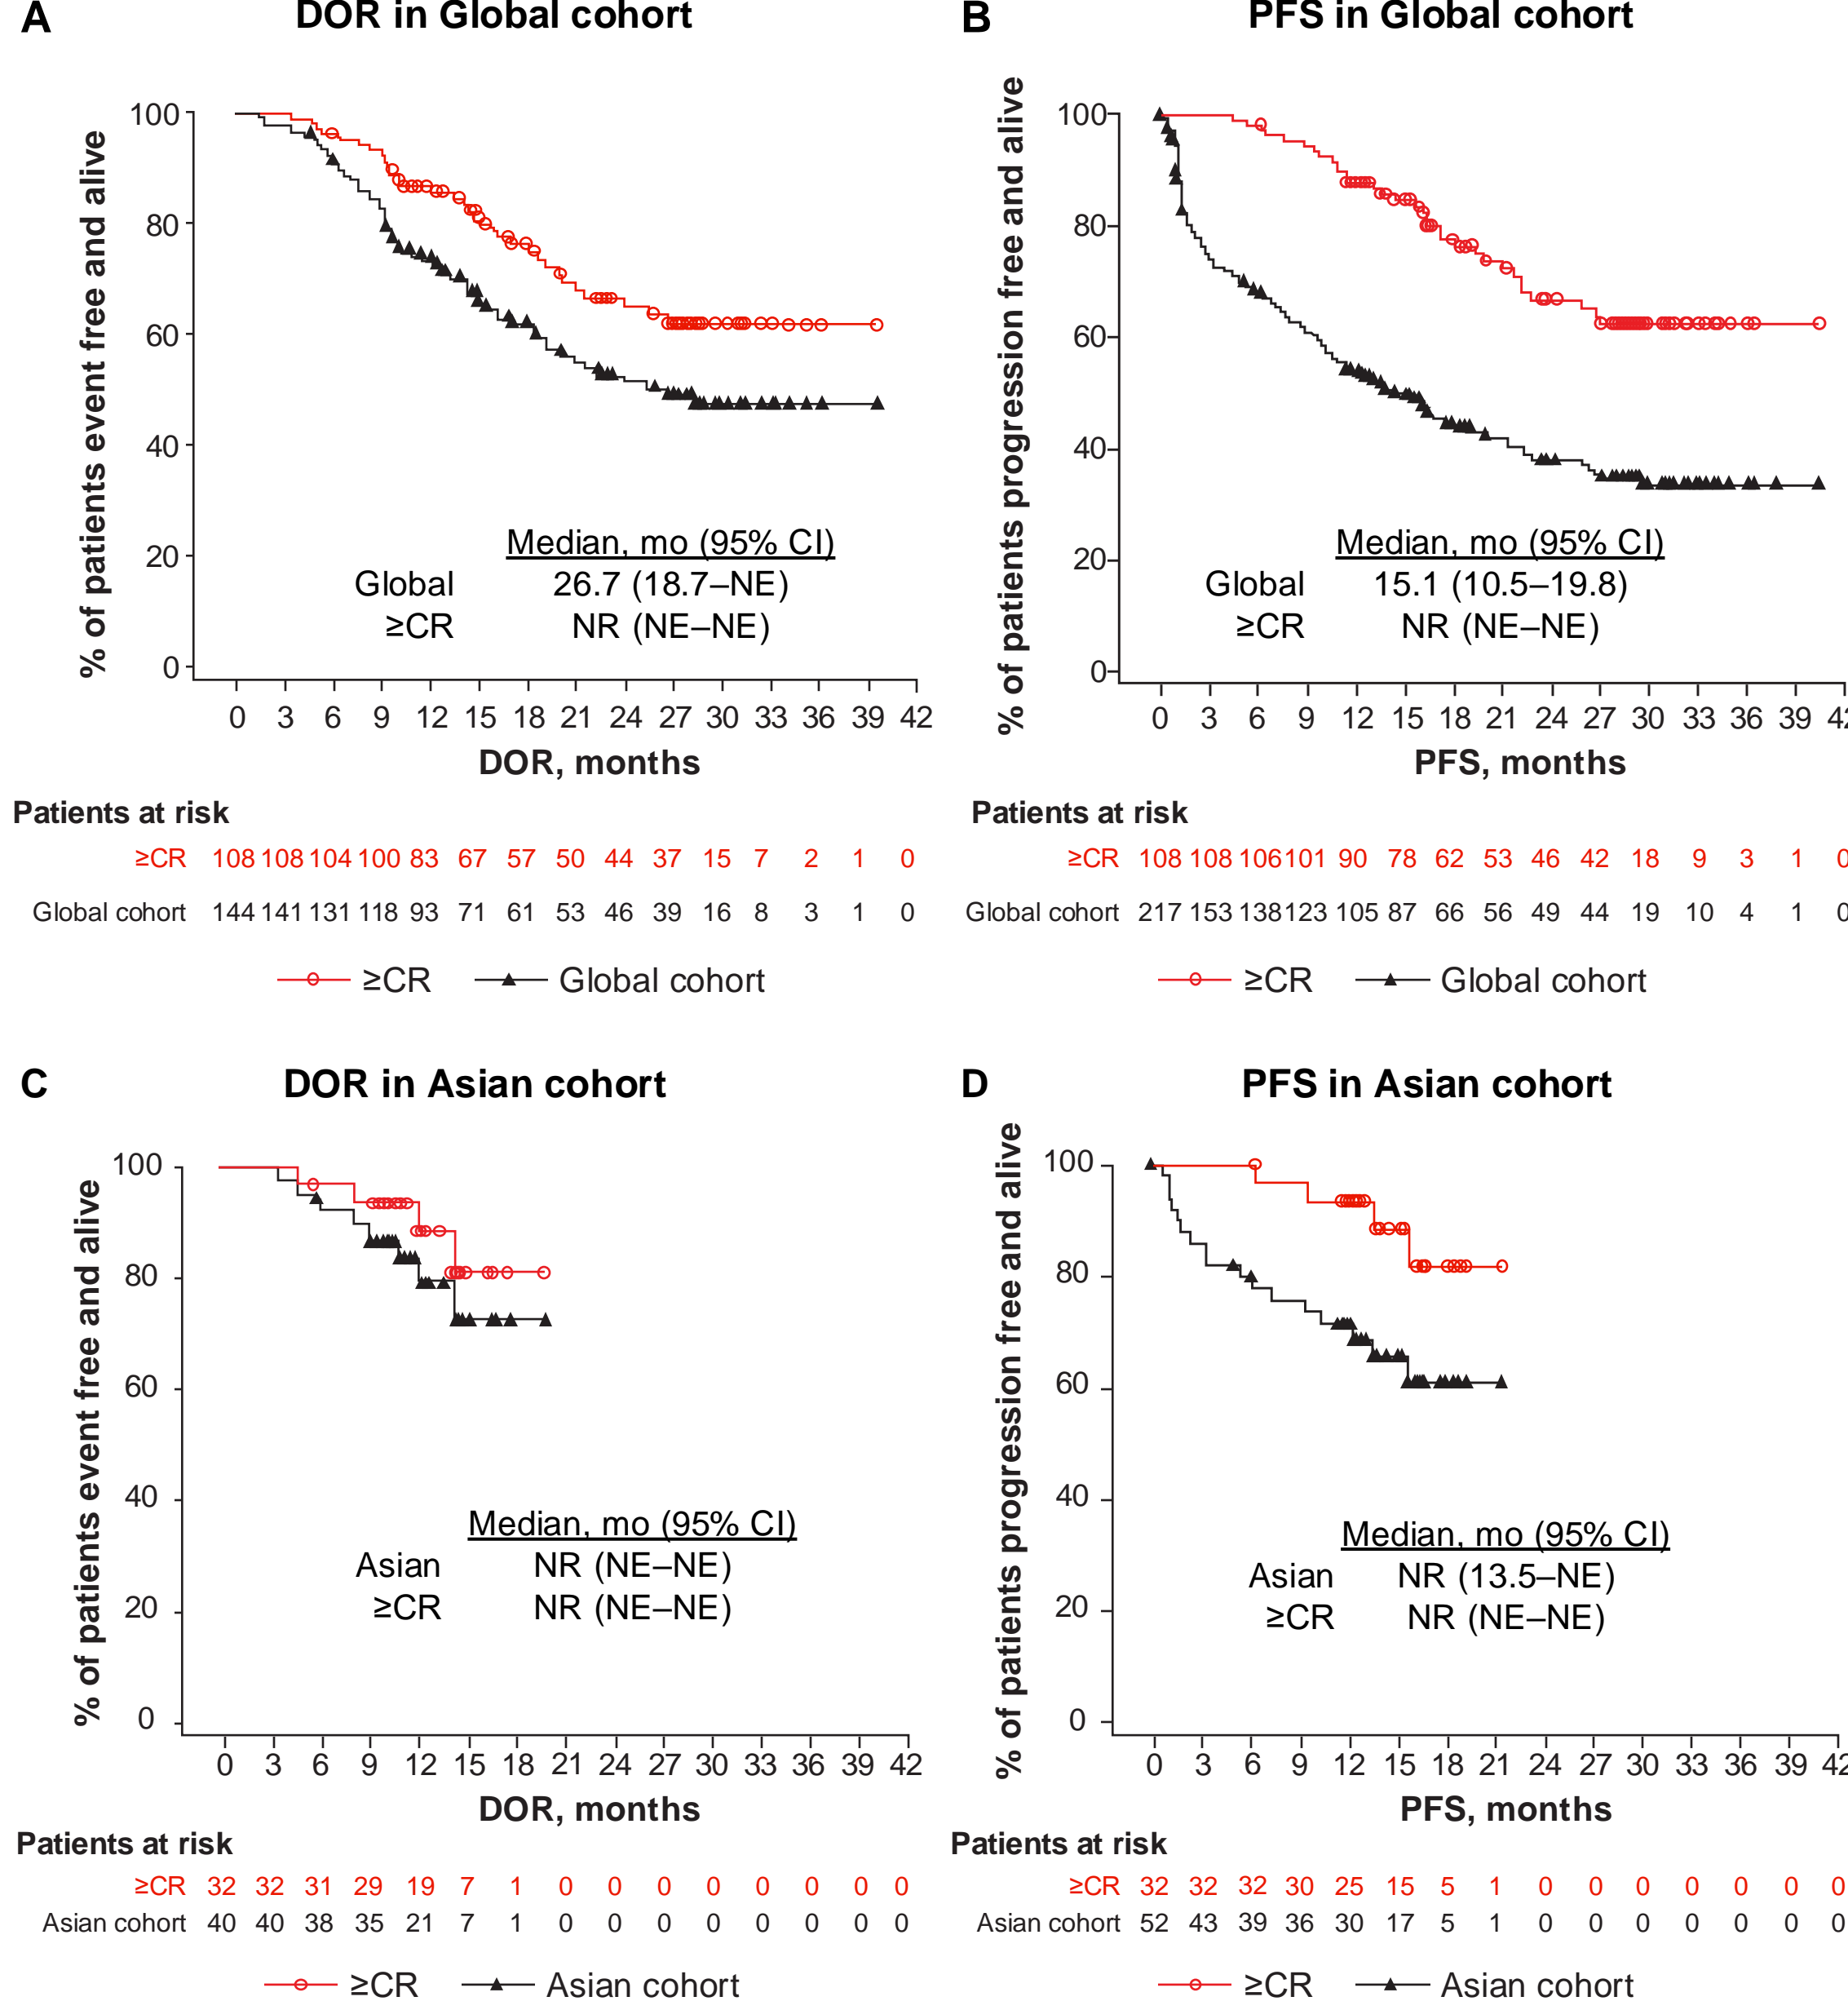 A
DOR in Global cohort
% of patients event free and alive
100
80
60
40
20
0
Median, mo (95% CI)
Global 26.7 (18.7–NE)
≥CR NR (NE–NE)
0 3 6 9 12 15 18 21 24 27 30 33 36 39 42
DOR, months
Patients at risk
≥CR 108 108 104 100 83 67 57 50 44 37 15 7 2 1 0
Global cohort 144 141 131 118 93 71 61 53 46 39 16 8 3 1 0
≥CR Global cohort
B
PFS in Global cohort
% of patients progression free and alive
100
80
60
40
20
0
Median, mo (95% CI)
Global 15.1 (10.5–19.8)
≥CR NR (NE–NE)
0 3 6 9 12 15 18 21 24 27 30 33 36 39 42
PFS, months
Patients at risk
≥CR 108 108 106 101 90 78 62 53 46 42 18 9 3 1 0
Global cohort 217 153 138 123 105 87 66 56 49 44 19 10 4 1 0
≥CR Global cohort
C
DOR in Asian cohort
% of patients event free and alive
100
80
60
40
20
0
Median, mo (95% CI)
Asian NR (NE–NE)
≥CR NR (NE–NE)
0 3 6 9 12 15 18 21 24 27 30 33 36 39 42
DOR, months
Patients at risk
≥CR 32 32 31 29 19 7 1 0 0 0 0 0 0 0 0
Asian cohort 40 40 38 35 21 7 1 0 0 0 0 0 0 0 0
≥CR Asian cohort
D
PFS in Asian cohort
% of patients progression free and alive
100
80
60
40
20
0
Median, mo (95% CI)
Asian NR (13.5–NE)
≥CR NR (NE–NE)
0 3 6 9 12 15 18 21 24 27 30 33 36 39 42
PFS, months
Patients at risk
≥CR 32 32 32 30 25 15 5 1 0 0 0 0 0 0 0
Asian cohort 52 43 39 36 30 17 5 1 0 0 0 0 0 0 0
≥CR Asian cohort